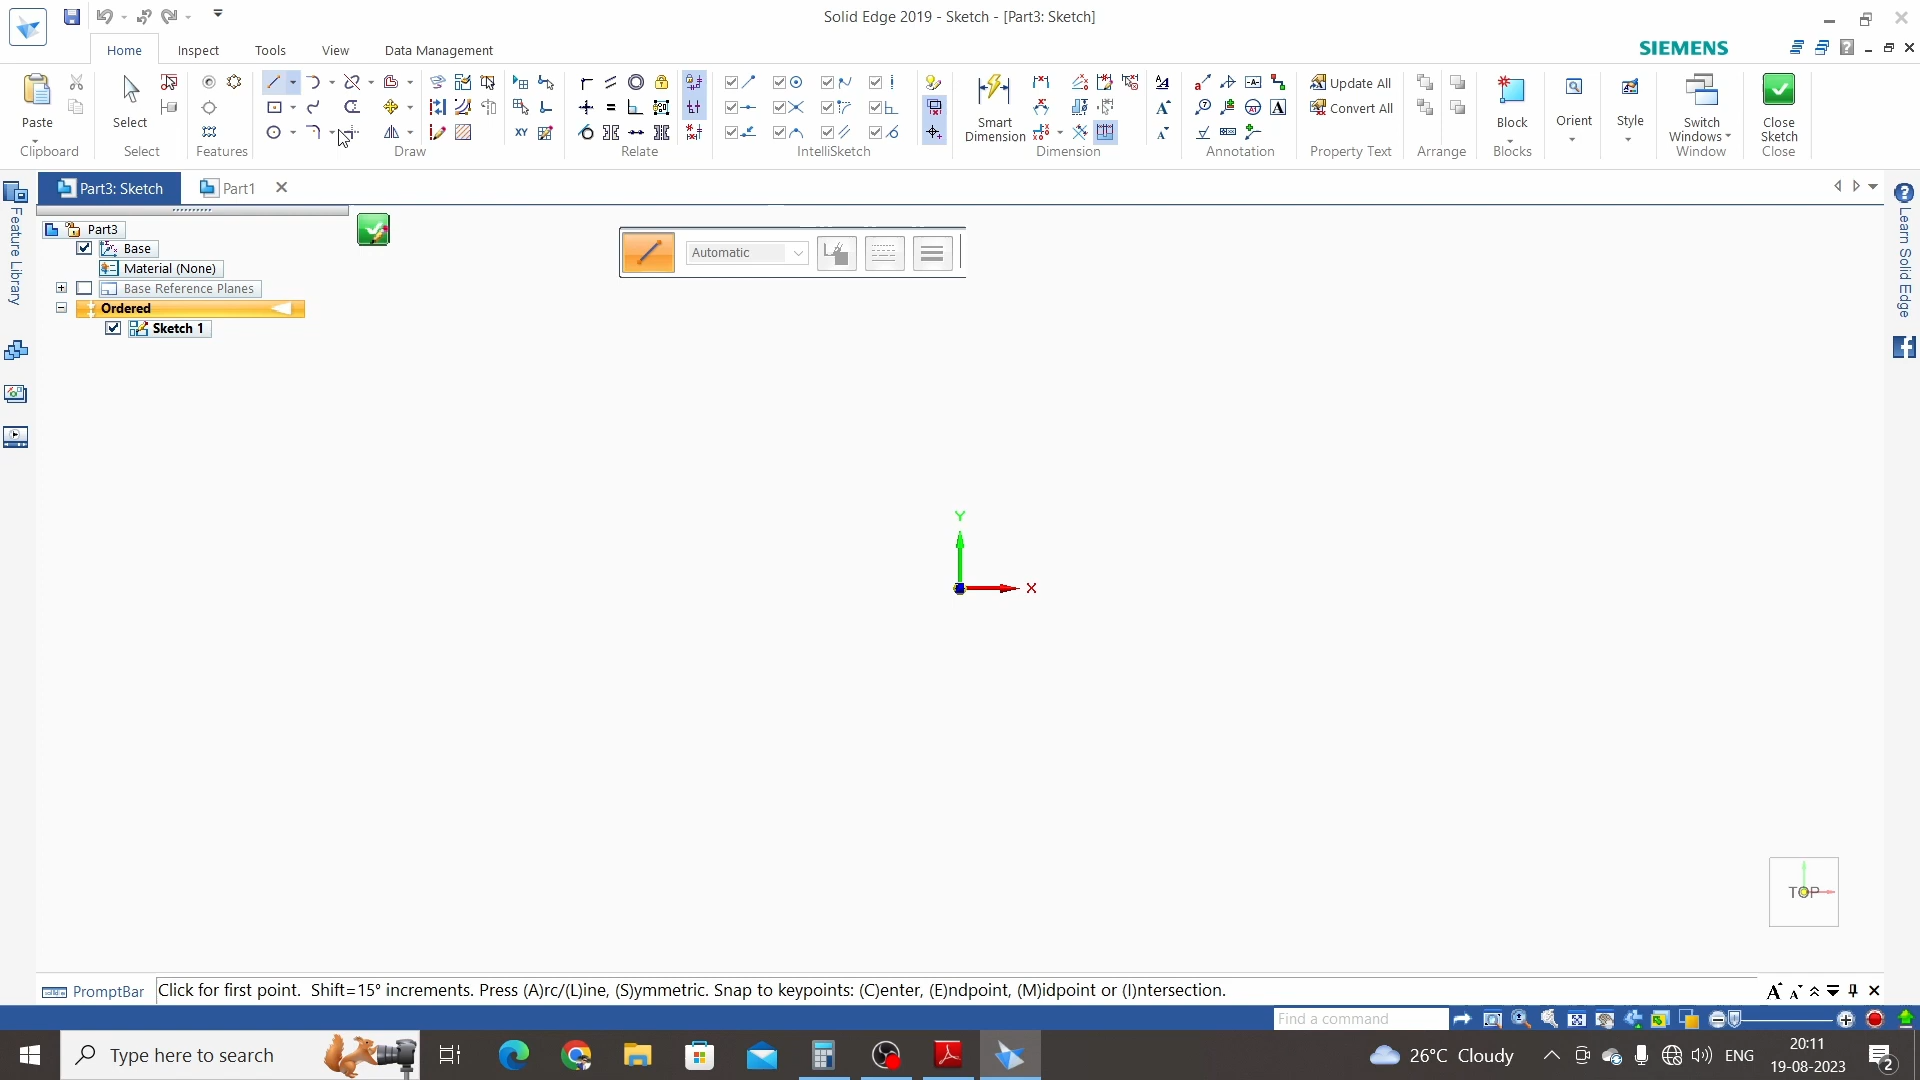 Solid Edge 2019 - Sketch - [Part3: Sketch]
Home
Inspect
Tools
View
Data Management
SIEMENS
Paste
Select
Smart
Dimension
Update All
Convert All
Block
Orient
Style
Switch
Windows
Close
Sketch
Clipboard
Select
Features
Draw
Relate
IntelliSketch
Dimension
Annotation
Property Text
Arrange
Blocks
Window
Close
Part3: Sketch
Part1
Feature Library
Learn Solid Edge
Part3
Base
Material (None)
Base Reference Planes
Ordered
Sketch 1
Automatic
Y
X
TOP
PromptBar
Click for first point. Shift=15° increments. Press (A)rc/(L)ine, (S)ymmetric. Snap to keypoints: (C)enter, (E)ndpoint, (M)idpoint or (I)ntersection.
Find a command
Type here to search
26°C Cloudy
ENG
20:11
19-08-2023
2